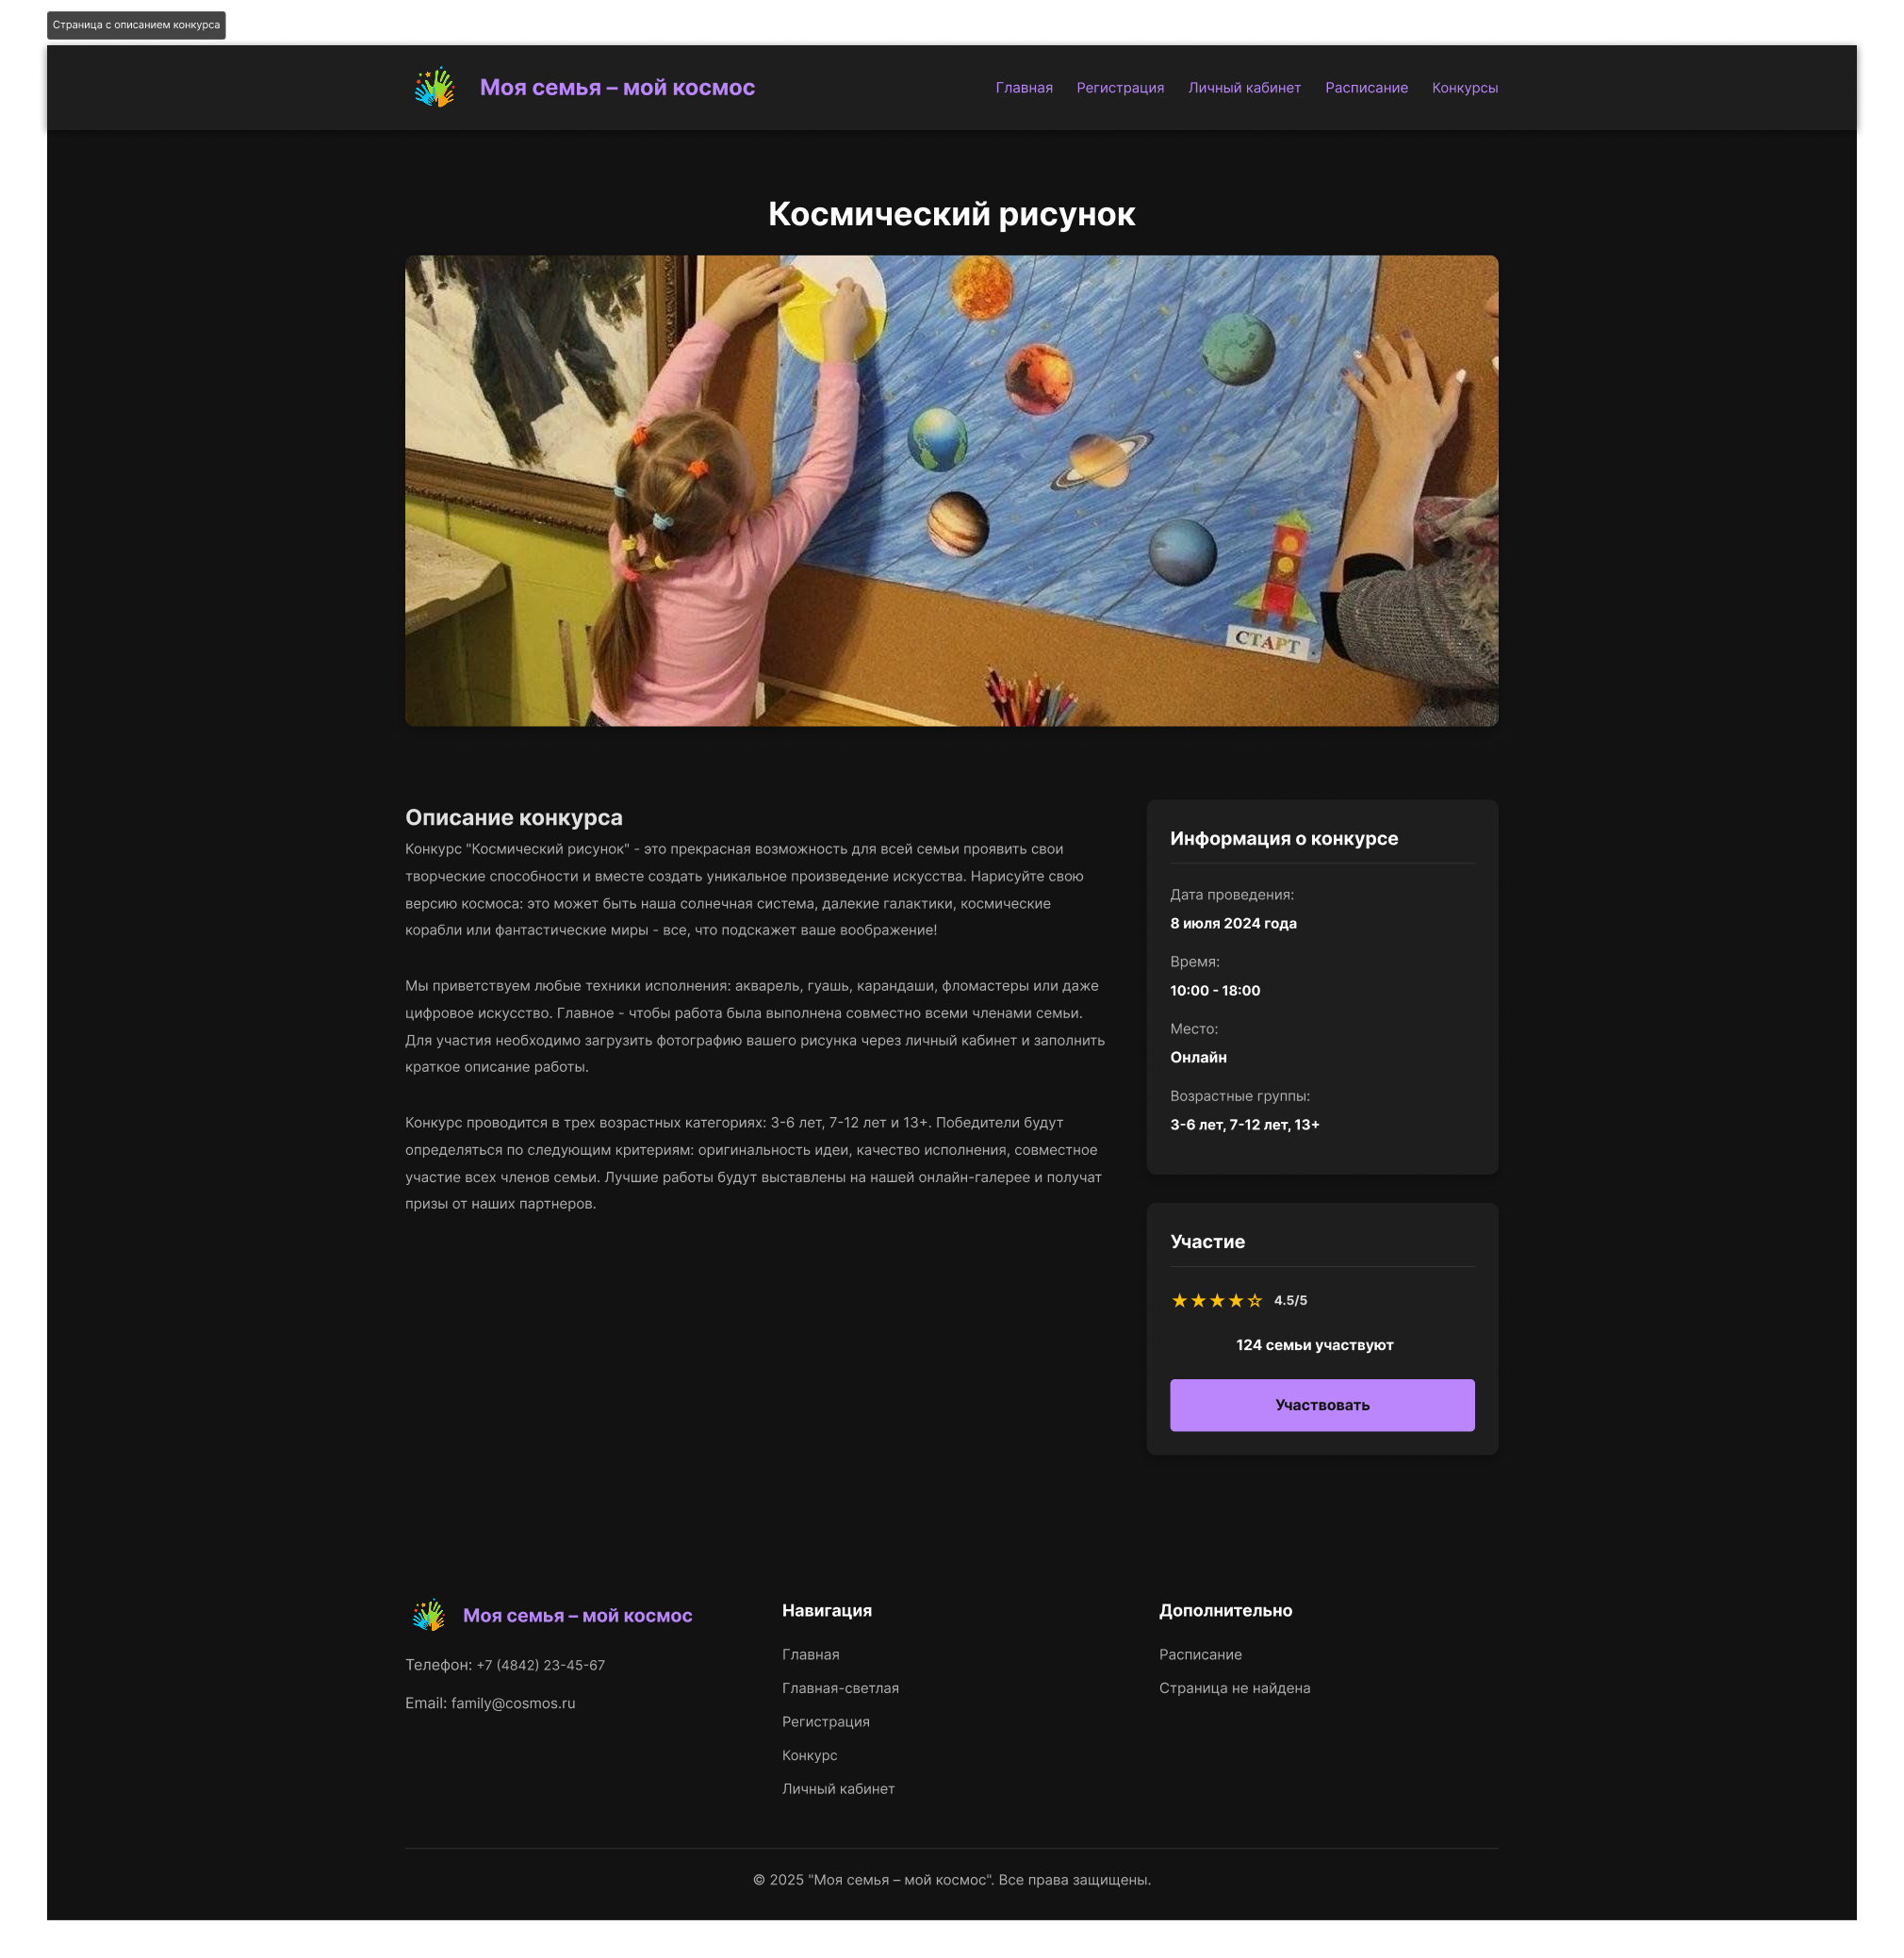 Страница с описанием конкурса
Моя семья – мой космос
Главная Регистрация Личный кабинет Расписание Конкурсы
Космический рисунок
СТАРТ
Описание конкурса
Конкурс "Космический рисунок" - это прекрасная возможность для всей семьи проявить свои
творческие способности и вместе создать уникальное произведение искусства. Нарисуйте свою
версию космоса: это может быть наша солнечная система, далекие галактики, космические
корабли или фантастические миры - все, что подскажет ваше воображение!
Мы приветствуем любые техники исполнения: акварель, гуашь, карандаши, фломастеры или даже
цифровое искусство. Главное - чтобы работа была выполнена совместно всеми членами семьи.
Для участия необходимо загрузить фотографию вашего рисунка через личный кабинет и заполнить
краткое описание работы.
Конкурс проводится в трех возрастных категориях: 3-6 лет, 7-12 лет и 13+. Победители будут
определяться по следующим критериям: оригинальность идеи, качество исполнения, совместное
участие всех членов семьи. Лучшие работы будут выставлены на нашей онлайн-галерее и получат
призы от наших партнеров.
Информация о конкурсе
Дата проведения:
8 июля 2024 года
Время:
10:00 - 18:00
Место:
Онлайн
Возрастные группы:
3-6 лет, 7-12 лет, 13+
Участие
★★★★☆ 4.5/5
124 семьи участвуют
Участвовать
Моя семья – мой космос
Телефон: +7 (4842) 23-45-67
Email: family@cosmos.ru
Навигация
Главная
Главная-светлая
Регистрация
Конкурс
Личный кабинет
Дополнительно
Расписание
Страница не найдена
© 2025 "Моя семья – мой космос". Все права защищены.